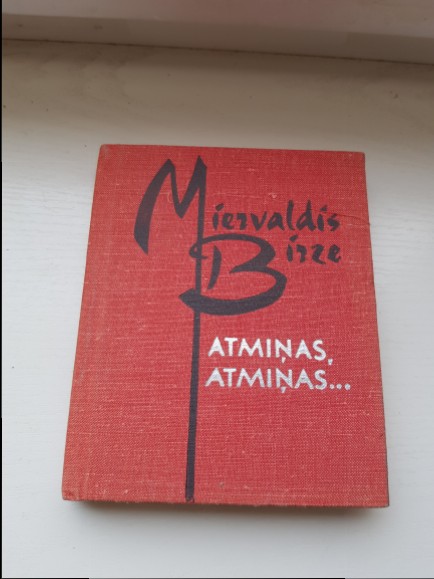 Miervaldis
Birze
ATMIŅAS,
ATMIŅAS...